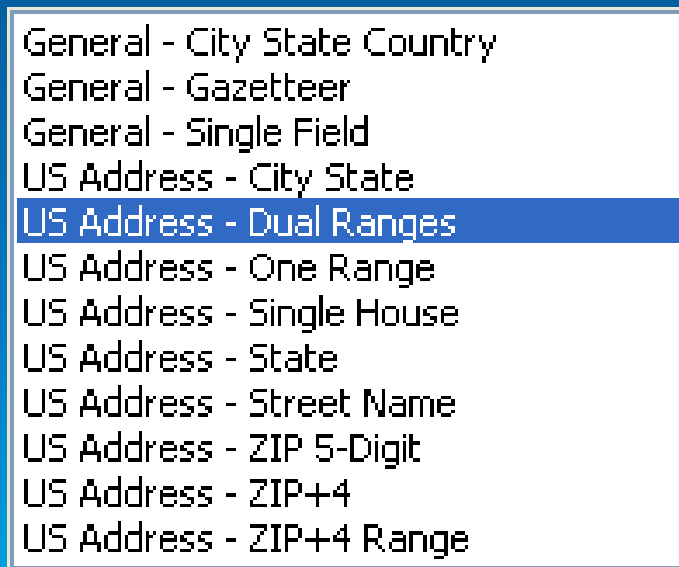 General - City State Country
General - Gazetteer
General - Single Field
US Address - City State
US Address - Dual Ranges
US Address - One Range
US Address - Single House
US Address - State
US Address - Street Name
US Address - ZIP 5-Digit
US Address - ZIP+4
US Address - ZIP+4 Range